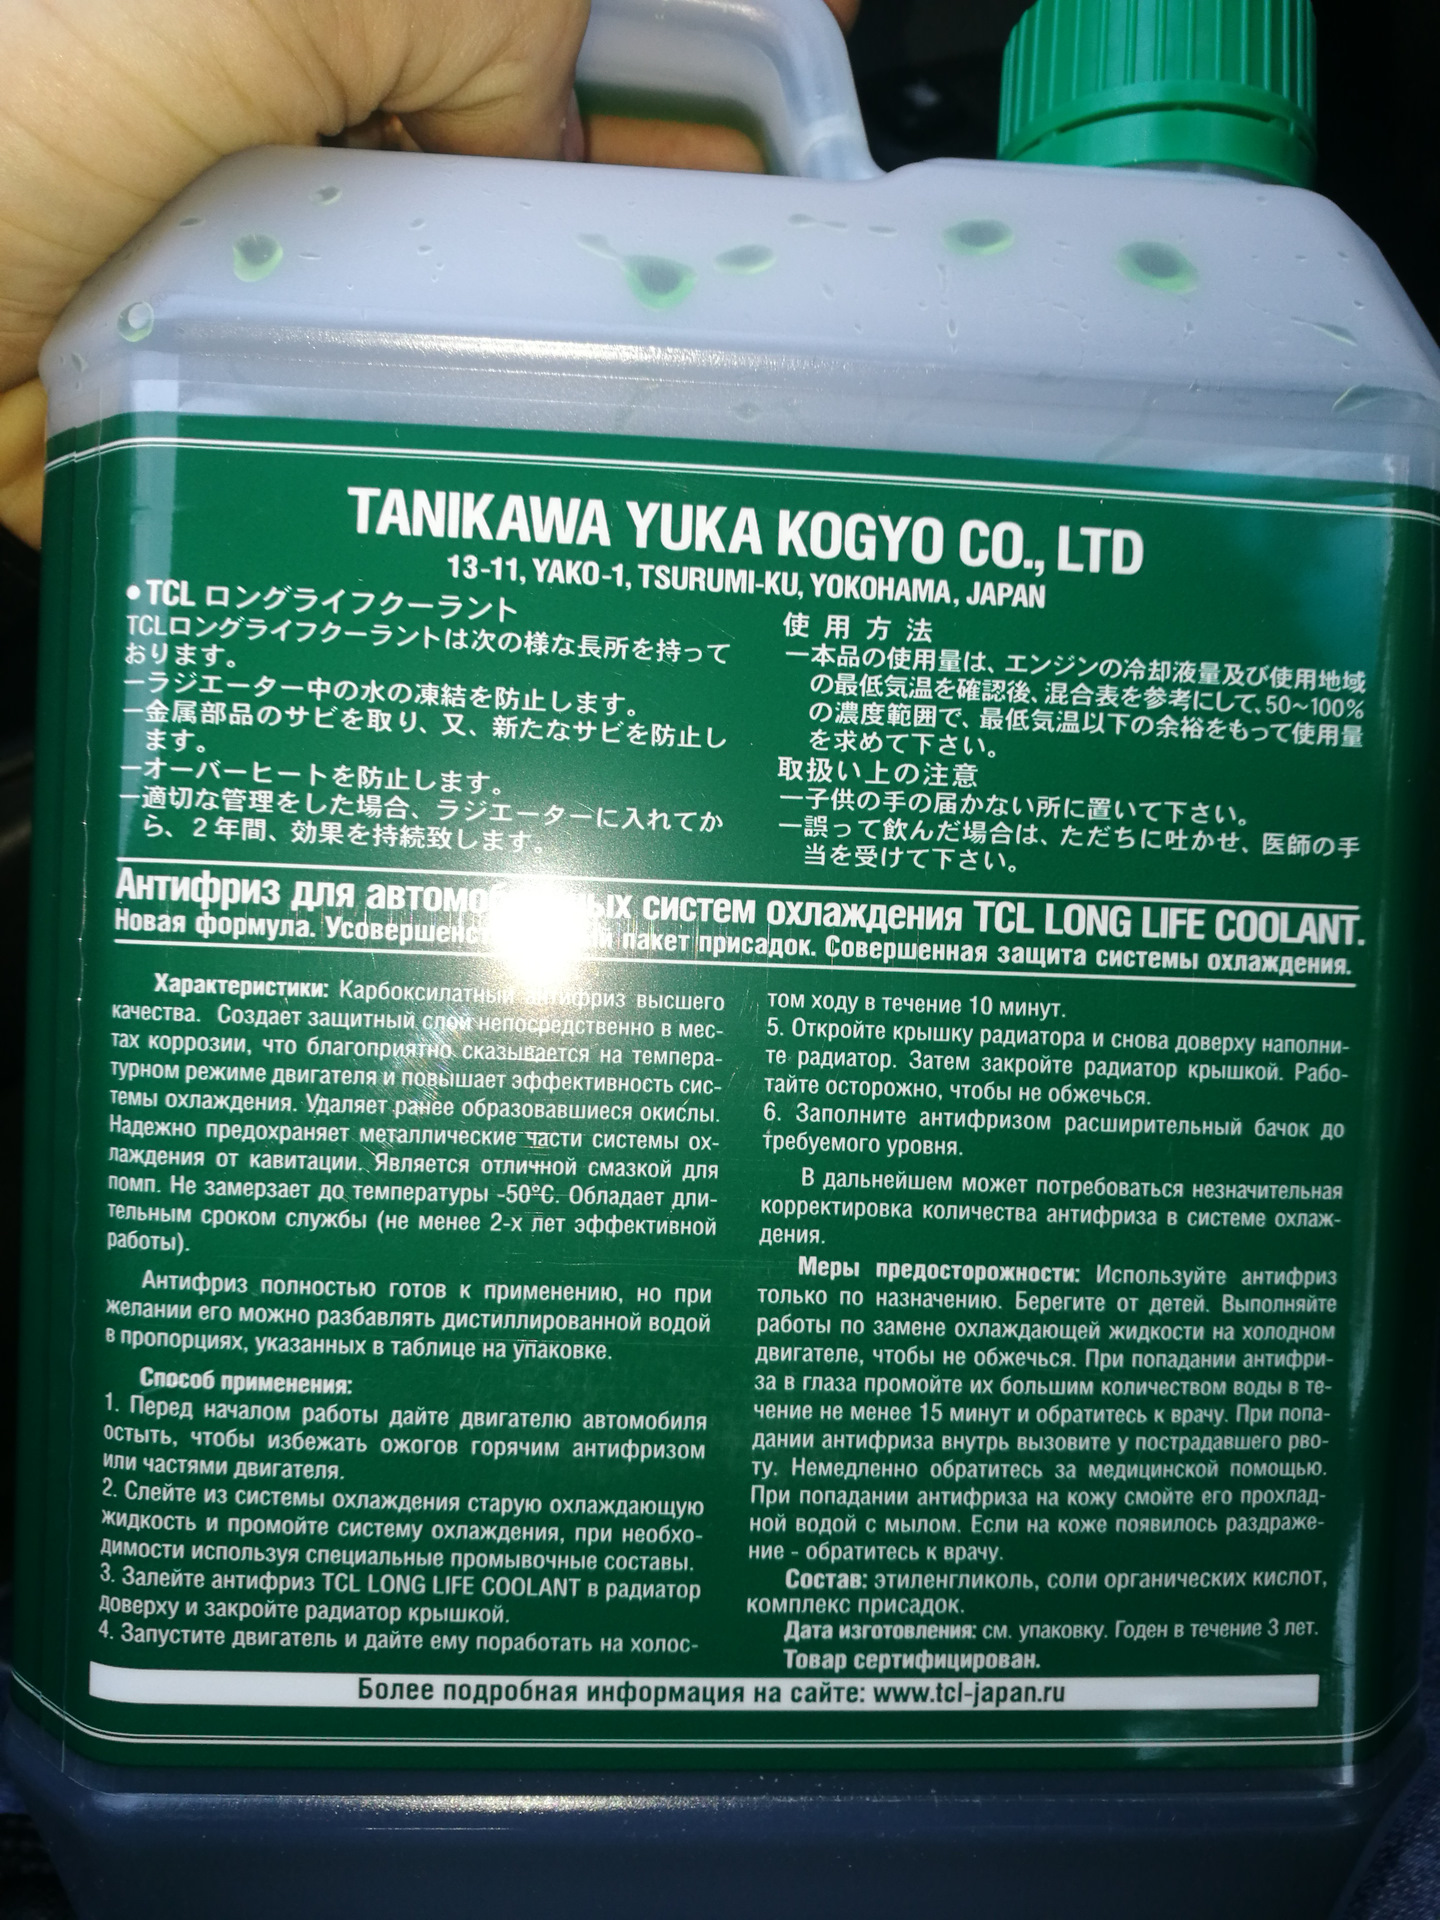 TANIKAWA YUKA KOGYO CO., LTD
13-11, YAKO-1, TSURUMI-KU, YOKOHAMA, JAPAN
●TCL ロングライフクーラント
TCLロングライフクーラントは次の様な長所を持って
おります。
ーラジエーター中の水の凍結を防止します。
ー金属部品のサビを取り、又、新たなサビを防止し
ます。
ーオーバーヒートを防止します。
ー適切な管理をした場合、ラジエーターに入れてか
ら、2年間、効果を持続致します。
使用方法
ー本品の使用量は、エンジンの冷却液量及び使用地域
の最低気温を確認後、混合表を参考にして、50~100%
の濃度範囲で、最低気温以下の余裕をもって使用量
を求めて下さい。
取扱い上の注意
ー子供の手の届かない所に置いて下さい。
ー誤って飲んだ場合は、ただちに吐かせ、医師の手
当を受けて下さい。
Антифриз для систем охлаждения TCL LONG LIFE COOLANT.
Новая формула. пакет присадок. Совершенная защита системы охлаждения.
Характеристики: Карбоксилатный антифриз высшего
качества. Создает защитный слой непосредственно в мес-
тах коррозии, что благоприятно сказывается на темпера-
турном режиме двигателя и повышает эффективность сис-
темы охлаждения. Удаляет ранее образовавшиеся окислы.
Надежно предохраняет металлические части системы ох-
лаждения от кавитации. Является отличной смазкой для
помп. Не замерзает до температуры -50°С. Обладает дли-
тельным сроком службы (не менее 2-х лет эффективной
работы).
Антифриз полностью готов к применению, но при
желании его можно разбавлять дистиллированной водой
в пропорциях, указанных в таблице на упаковке.
Способ применения:
1. Перед началом работы дайте двигателю автомобиля
остыть, чтобы избежать ожогов горячим антифризом
или частями двигателя.
2. Слейте из системы охлаждения старую охлаждающую
жидкость и промойте систему охлаждения, при необхо-
димости используя специальные промывочные составы.
3. Залейте антифриз TCL LONG LIFE COOLANT в радиатор
доверху и закройте радиатор крышкой.
4. Запустите двигатель и дайте ему поработать на холос-
том ходу в течение 10 минут.
5. Откройте крышку радиатора и снова доверху наполни-
те радиатор. Затем закройте радиатор крышкой. Рабо-
тайте осторожно, чтобы не обжечься.
6. Заполните антифризом расширительный бачок до
требуемого уровня.
В дальнейшем может потребоваться незначительная
корректировка количества антифриза в системе охлаж-
дения.
Меры предосторожности: Используйте антифриз
только по назначению. Берегите от детей. Выполняйте
работы по замене охлаждающей жидкости на холодном
двигателе, чтобы не обжечься. При попадании антифри-
за в глаза промойте их большим количеством воды в те-
чение не менее 15 минут и обратитесь к врачу. При попа-
дании антифриза внутрь вызовите у пострадавшего рво-
ту. Немедленно обратитесь за медицинской помощью.
При попадании антифриза на кожу смойте его прохлад-
ной водой с мылом. Если на коже появилось раздраже-
ние - обратитесь к врачу.
Состав: этиленгликоль, соли органических кислот,
комплекс присадок.
Дата изготовления: см. упаковку. Годен в течение 3 лет.
Товар сертифицирован.
Более подробная информация на сайте: www.tcl-japan.ru